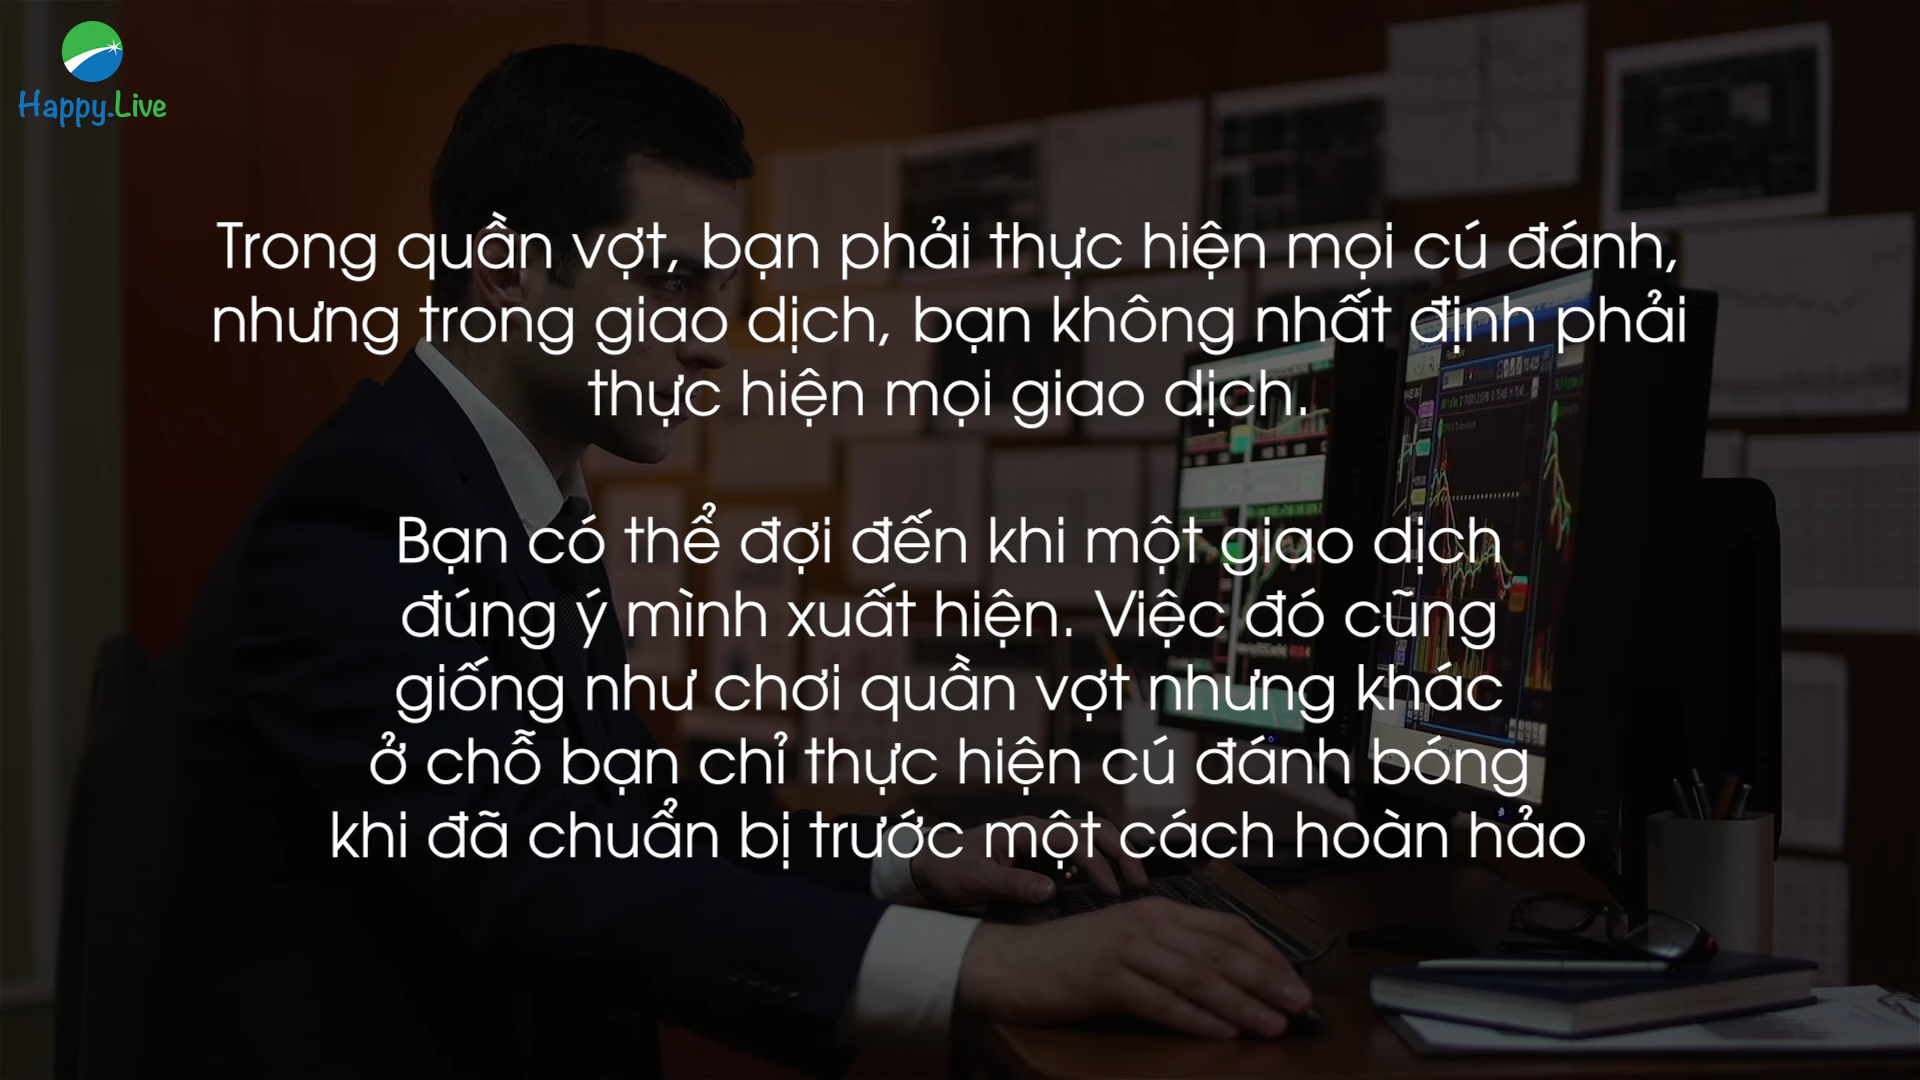 Happy.Live
Trong quần vợt, bạn phải thực hiện mọi cú đánh,
nhưng trong giao dịch, bạn không nhất định phải
thực hiện mọi giao dịch.
Bạn có thể đợi đến khi một giao dịch
đúng ý mình xuất hiện. Việc đó cũng
giống như chơi quần vợt nhưng khác
ở chỗ bạn chỉ thực hiện cú đánh bóng
khi đã chuẩn bị trước một cách hoàn hảo